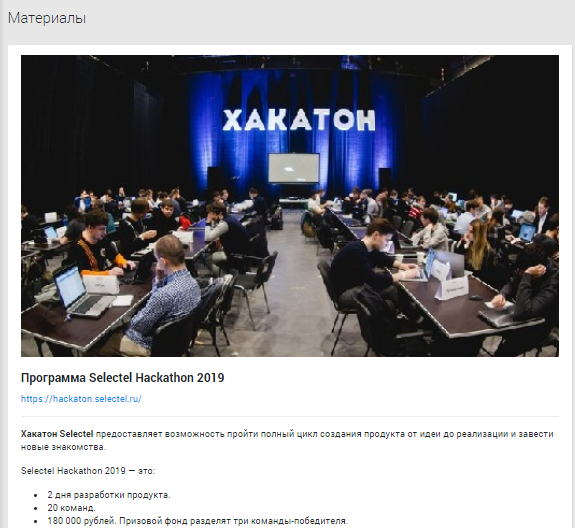 Материалы
ХАКАТОН
Программа Selectel Hackathon 2019
https://hackaton.selectel.ru/
Хакатон Selectel предоставляет возможность пройти полный цикл создания продукта от идеи до реализации и завести
новые знакомства.
Selectel Hackathon 2019 — это:
• 2 дня разработки продукта.
• 20 команд.
• 180 000 рублей. Призовой фонд разделят три команды-победителя.